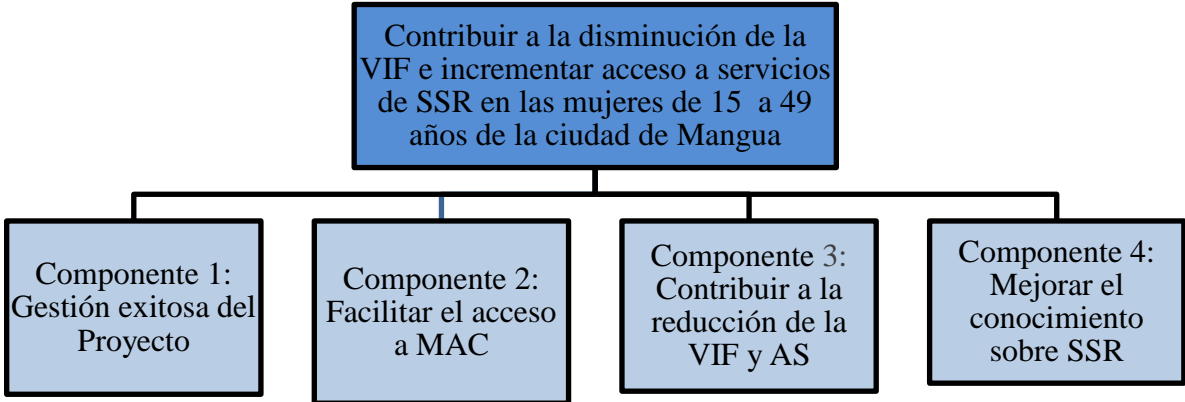 Contribuir a la disminución de la
VIF e incrementar acceso a servicios
de SSR en las mujeres de 15 a 49
años de la ciudad de Mangua
Componente 1:
Gestión exitosa del
Proyecto
Componente 2:
Facilitar el acceso
a MAC
Componente 3:
Contribuir a la
reducción de la
VIF y AS
Componente 4:
Mejorar el
conocimiento
sobre SSR